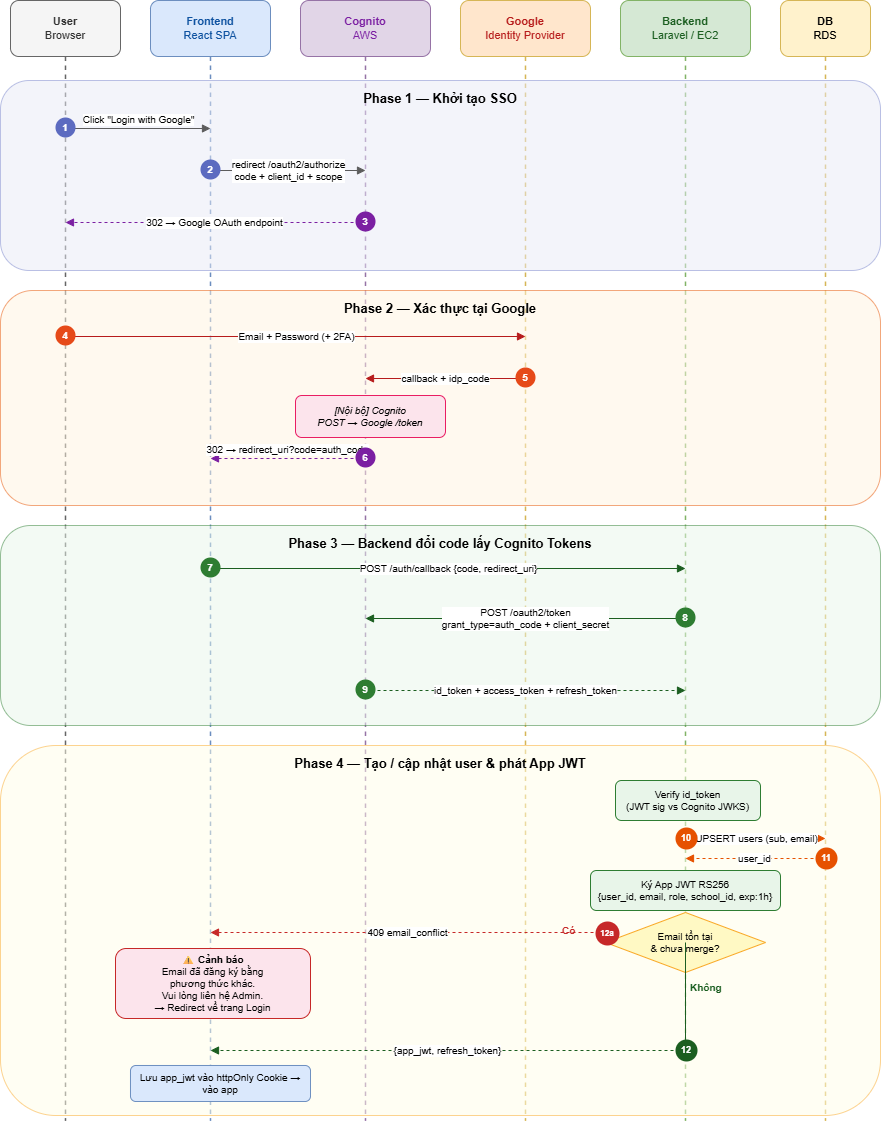 User
Browser
Frontend
React SPA
Cognito
AWS
Google
Identity Provider
Backend
Laravel / EC2
DB
RDS
Phase 1 — Khởi tạo SSO
1
Click "Login with Google"
2
redirect /oauth2/authorize
code + client_id + scope
302 → Google OAuth endpoint
3
Phase 2 — Xác thực tại Google
4
Email + Password (+ 2FA)
callback + idp_code
5
[Nội bộ] Cognito
POST → Google /token
302 → redirect_uri?code=auth_code
6
Phase 3 — Backend đổi code lấy Cognito Tokens
7
POST /auth/callback {code, redirect_uri}
POST /oauth2/token
grant_type=auth_code + client_secret
8
9
id_token + access_token + refresh_token
Phase 4 — Tạo / cập nhật user & phát App JWT
Verify id_token
(JWT sig vs Cognito JWKS)
10
UPSERT users (sub, email)
user_id
11
Ký App JWT RS256
{user_id, email, role, school_id, exp:1h}
409 email_conflict
Có
12a
Email tồn tại
& chưa merge?
⚠ Cảnh báo
Email đã đăng ký bằng
phương thức khác.
Vui lòng liên hệ Admin.
→ Redirect về trang Login
Không
{app_jwt, refresh_token}
12
Lưu app_jwt vào httpOnly Cookie →
vào app